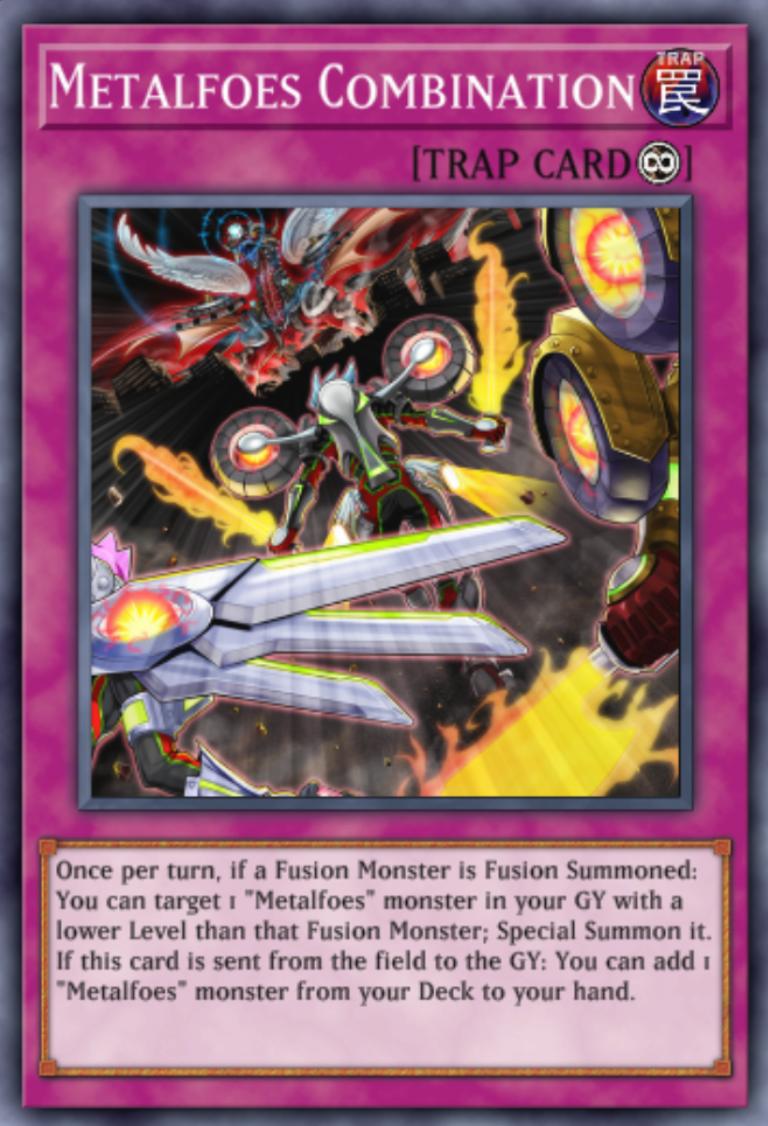 METALFOES COMBINATION
TRAP
罠
[TRAP CARD]
Once per turn, if a Fusion Monster is Fusion Summoned:
You can target 1 "Metalfoes" monster in your GY with a
lower Level than that Fusion Monster; Special Summon it.
If this card is sent from the field to the GY: You can add 1
"Metalfoes" monster from your Deck to your hand.